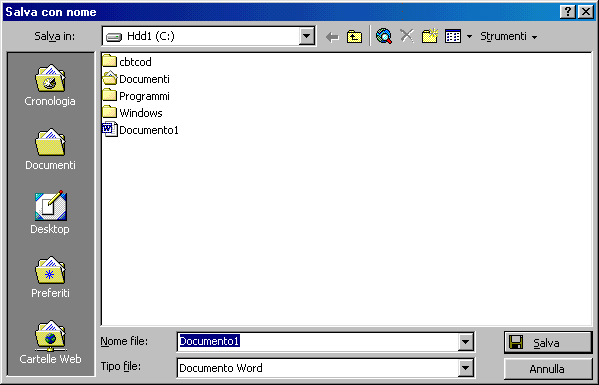 Salva con nome
Salva in: Hdd1 (C:) Strumenti
Cronologia
Documenti
Desktop
Preferiti
Cartelle Web
cbtcod
Documenti
Programmi
Windows
Documento1
Nome file: Documento1 Salva
Tipo file: Documento Word Annulla